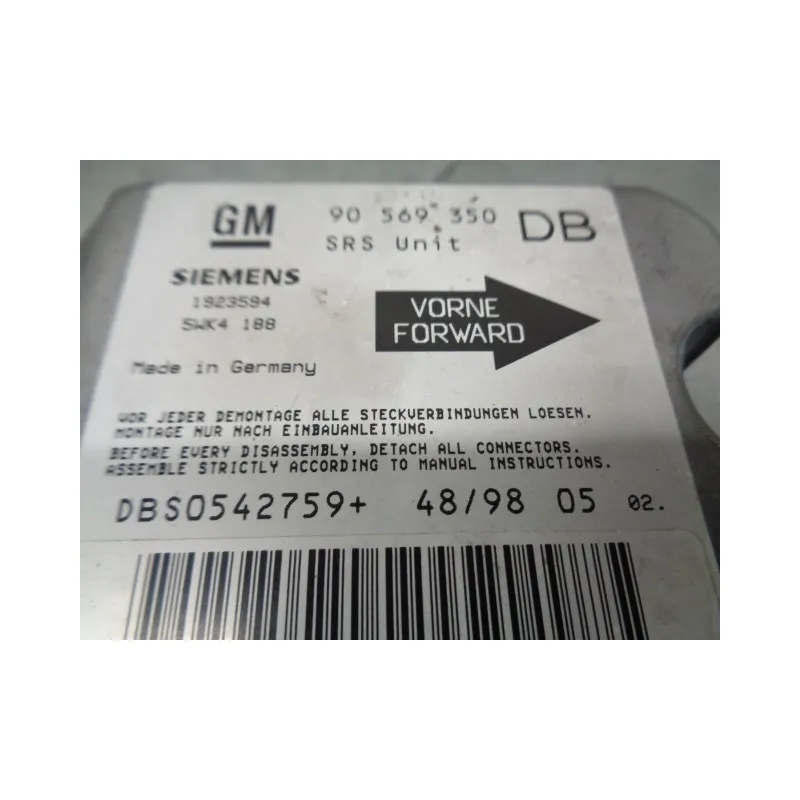 GM 90 569 350 DB
SRS Unit
SIEMENS
1923594
5WK4 188
VORNE
FORWARD
Made in Germany
VOR JEDER DEMONTAGE ALLE STECKVERBINDUNGEN LOESEN.
MONTAGE NUR NACH EINBAUANLEITUNG.
BEFORE EVERY DISASSEMBLY, DETACH ALL CONNECTORS.
ASSEMBLE STRICTLY ACCORDING TO MANUAL INSTRUCTIONS.
DBS0542759+ 48/98 05 02.